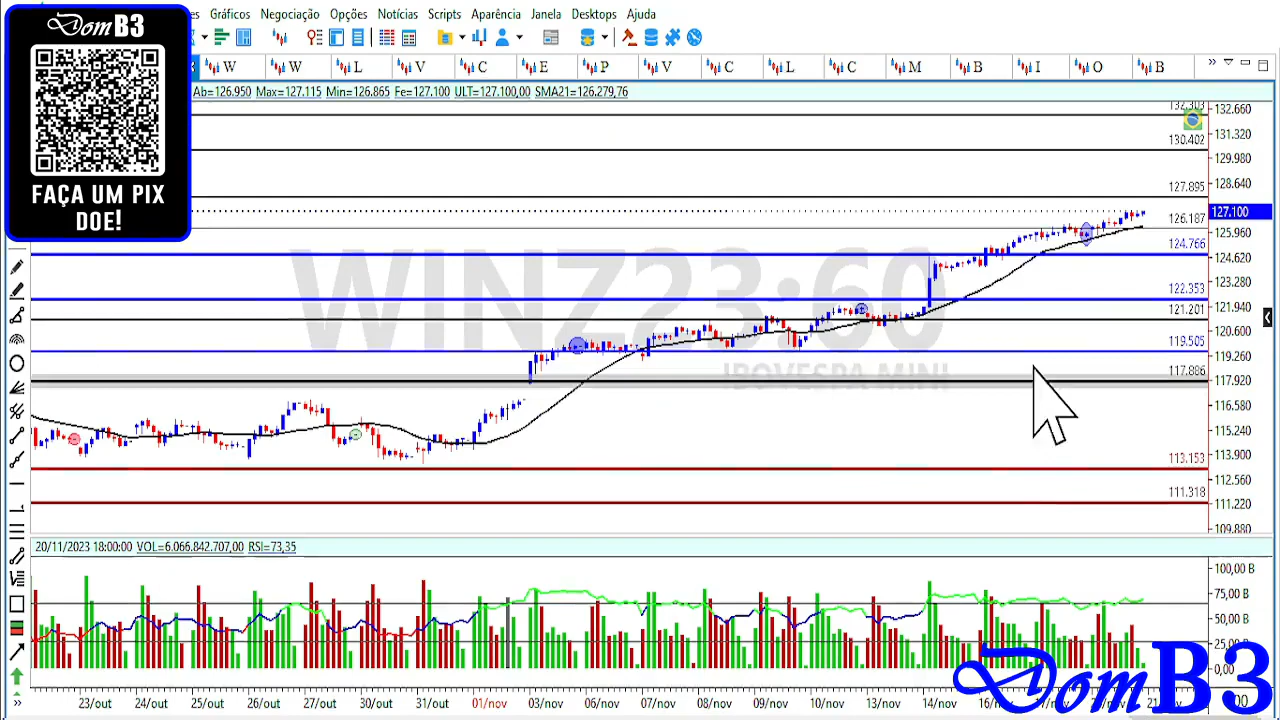 DomB3
FAÇA UM PIX
DOE!
Gráficos Negociação Opções Notícias Scripts Aparência Janela Desktops Ajuda
W W L V C E P V C L C M B I O B
Ab=126.950 Max=127.115 Min=126.865 Fe=127.100 ULT=127.100,00 SMA21=126.279,76
WINZ23:60
IBOVESPA MINI
132.303
130.402
127.895
126.187
124.766
122.353
121.201
119.505
117.886
113.153
111.318
132.660
131.320
129.980
128.640
127.100
125.960
124.620
123.280
121.940
120.600
119.260
117.920
116.580
115.240
113.900
112.560
111.220
109.880
20/11/2023 18:00:00 VOL=6.066.842.707,00 RSI=73,35
100,00 B
75,00 B
50,00 B
25,00 B
0,00
23/out 24/out 25/out 26/out 27/out 30/out 31/out 01/nov 03/nov 06/nov 07/nov 08/nov 09/nov 10/nov 13/nov 14/nov 16/nov
DomB3